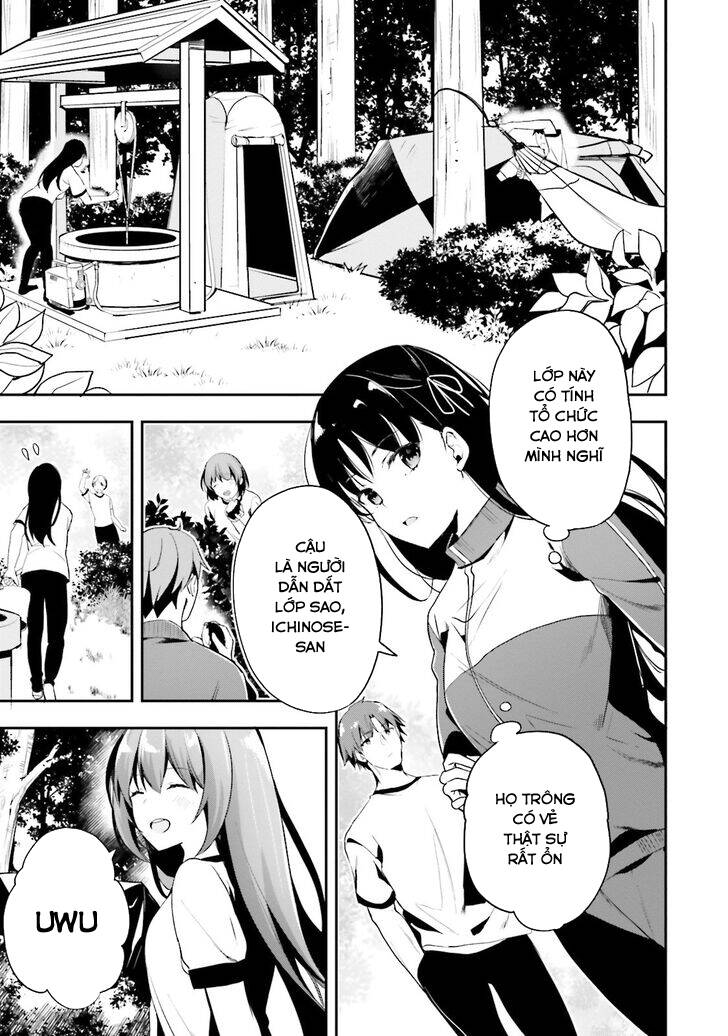 LỚP NÀY
CÓ TÍNH
TỔ CHỨC
CAO HƠN
MÌNH NGHĨ
CẬU
LÀ NGƯỜI
DẪN DẮT
LỚP SAO,
ICHINOSE-
SAN
HỌ TRÔNG
CÓ VẺ
THẬT SỰ
RẤT ỔN
UWU